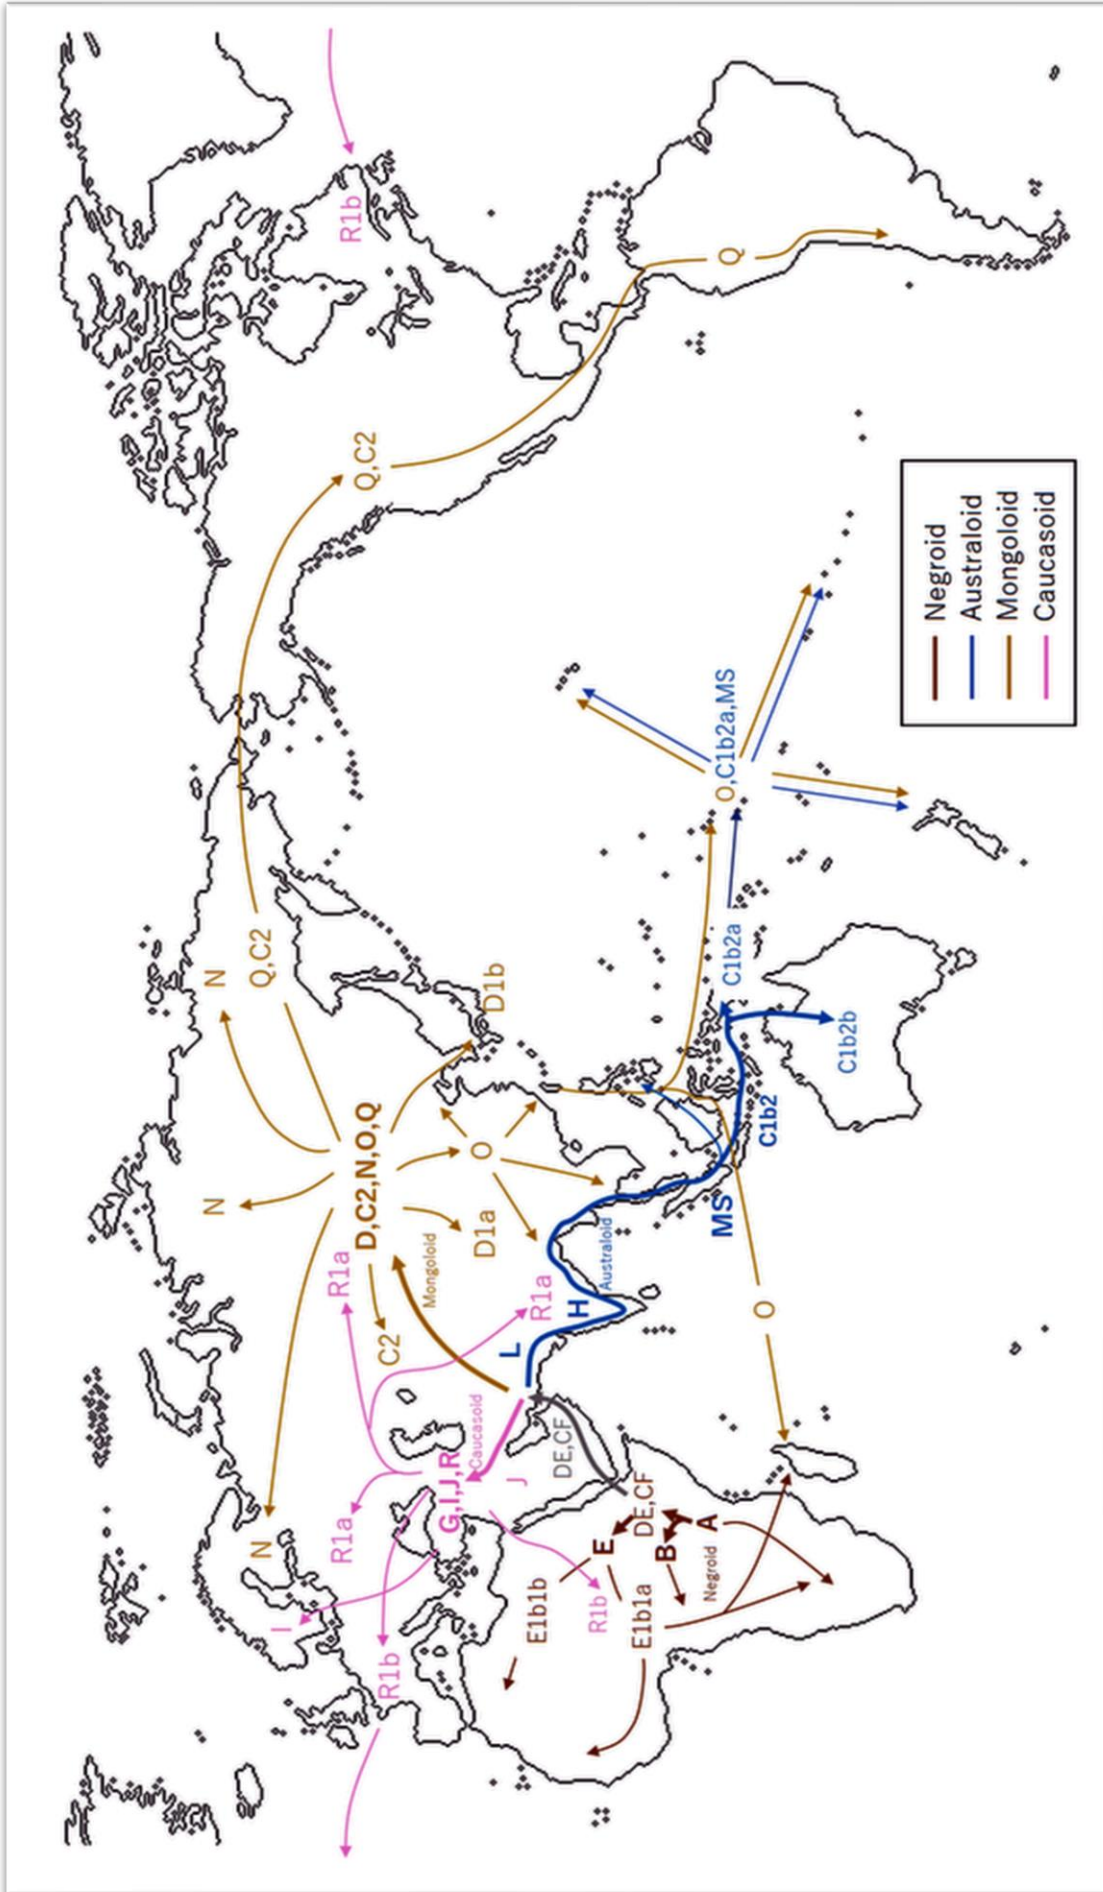 N
N
N
Q,C2
Q,C2
R1b
I
R1a
R1a
R1b
G,I,J,R
Caucasoid
J
C2
D,C2,N,O,Q
Mongoloid
D1a
O
D1b
R1a
L
H
Australoid
DE,CF
DE,CF
E
E1b1b
R1b
E1b1a
B
A
Negroid
MS
C1b2
C1b2a
C1b2b
O,C1b2a,MS
O
Q
Negroid
Australoid
Mongoloid
Caucasoid